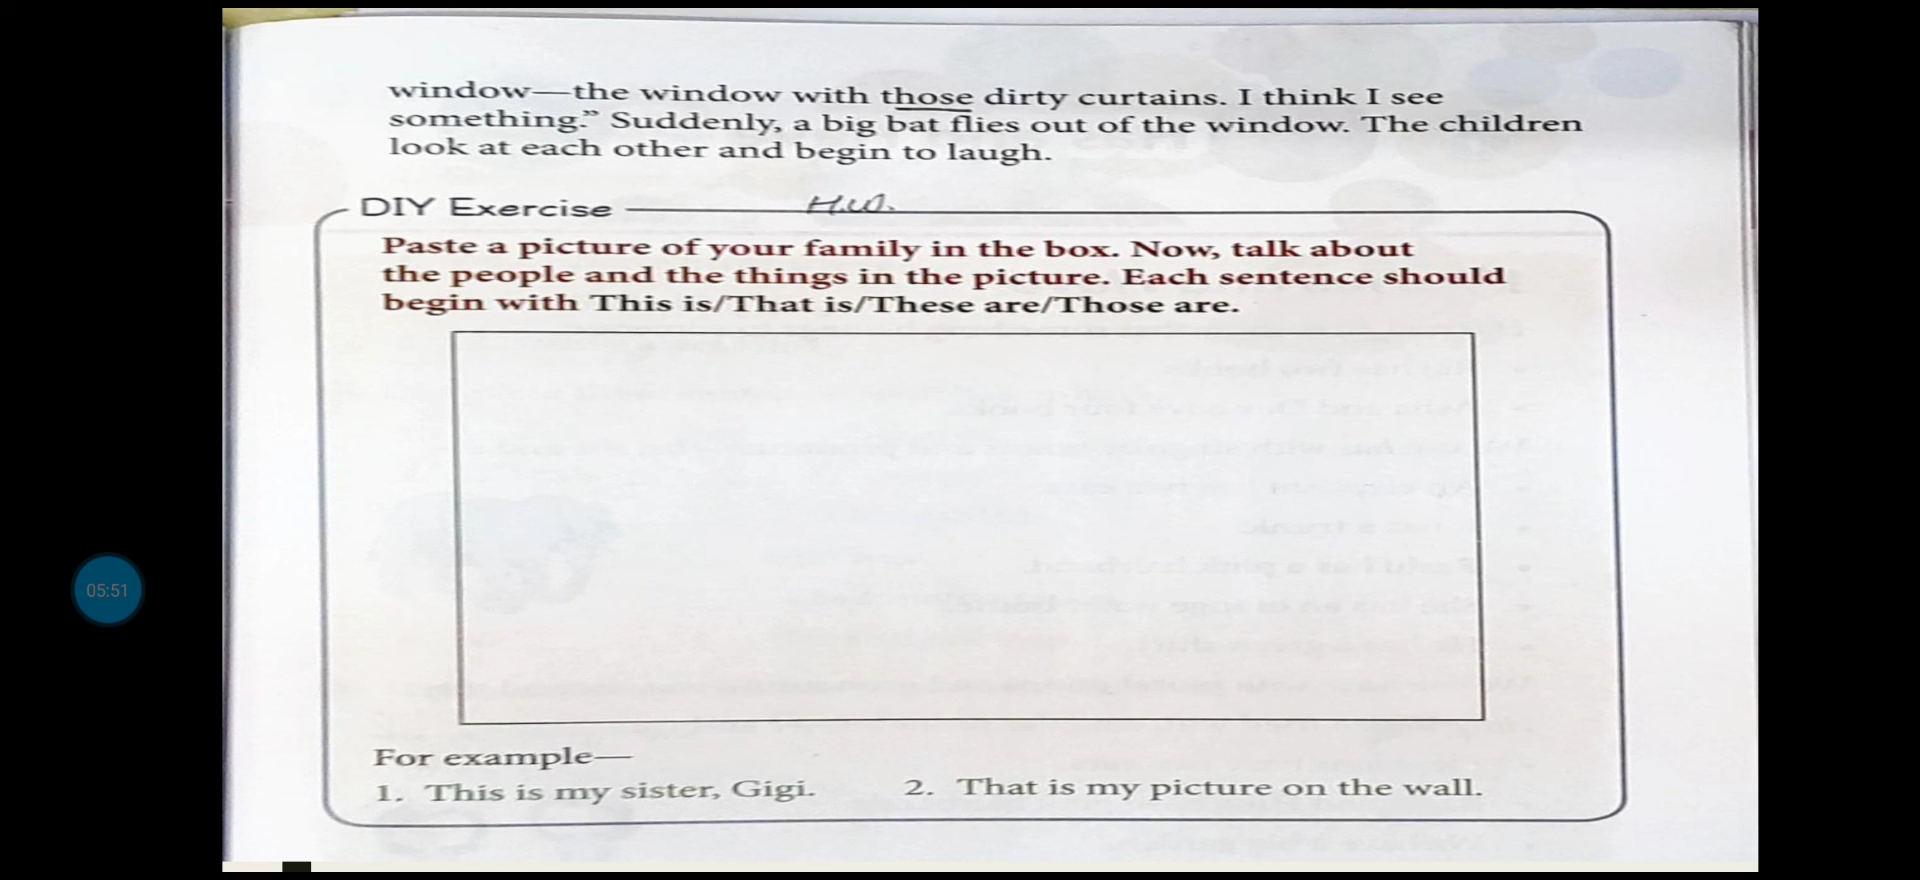 window—the window with those dirty curtains. I think I see
something.” Suddenly, a big bat flies out of the window. The children
look at each other and begin to laugh.
DIY Exercise H.W.
Paste a picture of your family in the box. Now, talk about
the people and the things in the picture. Each sentence should
begin with This is/That is/These are/Those are.
05:51
For example—
1. This is my sister, Gigi. 2. That is my picture on the wall.